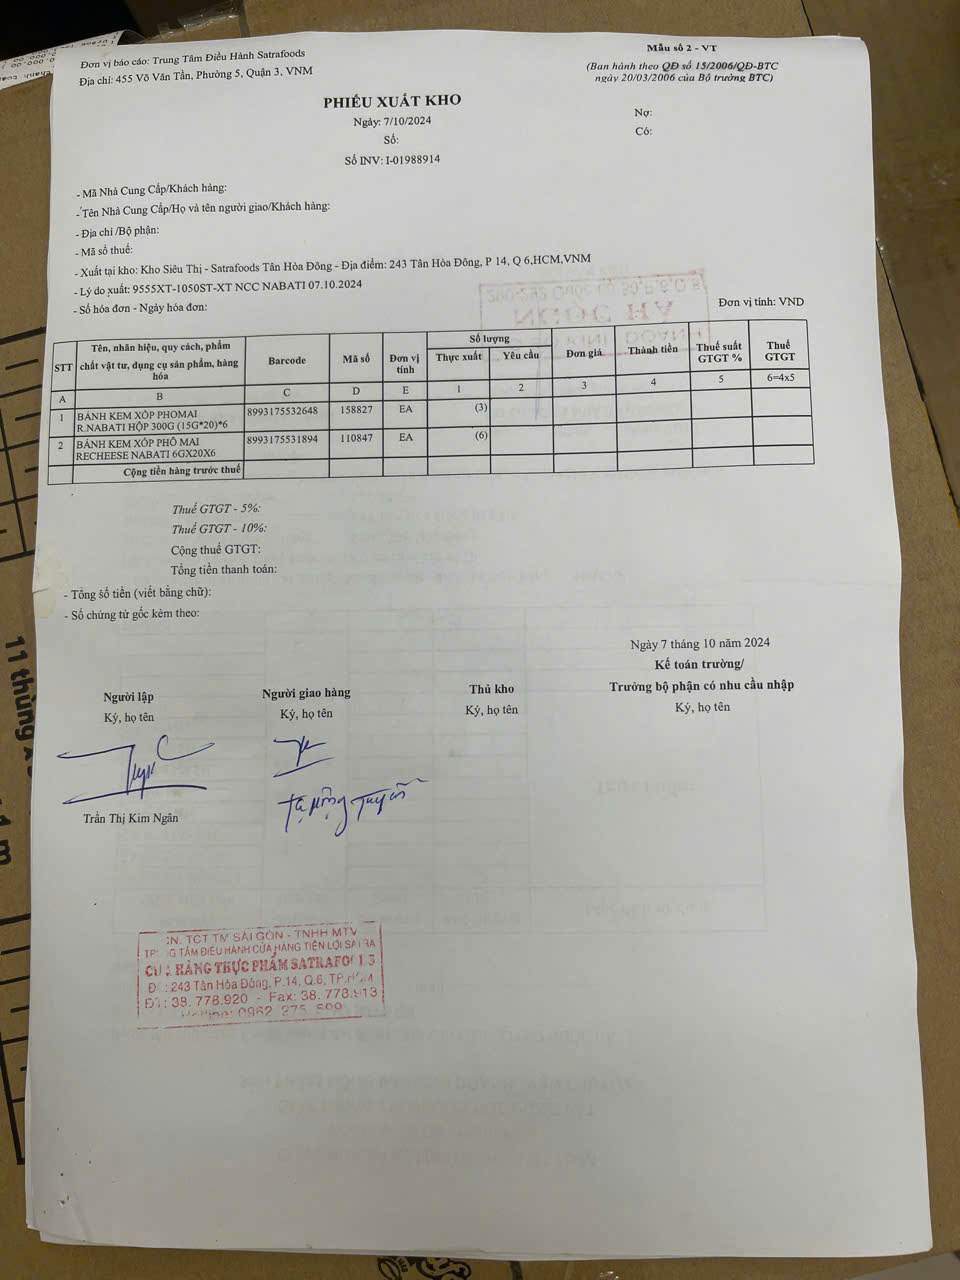 Đơn vị báo cáo: Trung Tâm Điều Hành Satrafoods
Địa chỉ: 455 Võ Văn Tần, Phường 5, Quận 3, VNM
Mẫu số 2 - VT
(Ban hành theo QĐ số 15/2006/QĐ-BTC
ngày 20/03/2006 của Bộ trưởng BTC)
PHIẾU XUẤT KHO
Ngày: 7/10/2024
Số:
Số INV: I-01988914
Nợ:
Có:
- Mã Nhà Cung Cấp/Khách hàng:
- Tên Nhà Cung Cấp/Họ và tên người giao/Khách hàng:
- Địa chỉ /Bộ phận:
- Mã số thuế:
- Xuất tại kho: Kho Siêu Thị - Satrafoods Tân Hòa Đông - Địa điểm: 243 Tân Hòa Đông, P 14, Q 6,HCM,VNM
- Lý do xuất: 9555XT-1050ST-XT NCC NABATI 07.10.2024
- Số hóa đơn - Ngày hóa đơn:
Đơn vị tính: VND
STT Tên, nhãn hiệu, quy cách, phẩm chất vật tư, dụng cụ sản phẩm, hàng hóa Barcode Mã số Đơn vị tính Số lượng Thực xuất Yêu cầu Đơn giá Thành tiền Thuế suất GTGT % Thuế GTGT
A B C D E 1 2 3 4 5 6=4x5
1 BÁNH KEM XỐP PHOMAI R.NABATI HỘP 300G (15G*20)*6 8993175532648 158827 EA (3)
2 BÁNH KEM XỐP PHÔ MAI RECHEESE NABATI 6GX20X6 8993175531894 110847 EA (6)
Cộng tiền hàng trước thuế
Thuế GTGT - 5%:
Thuế GTGT - 10%:
Cộng thuế GTGT:
Tổng tiền thanh toán:
- Tổng số tiền (viết bằng chữ):
- Số chứng từ gốc kèm theo:
Ngày 7 tháng 10 năm 2024
Người lập
Ký, họ tên
Người giao hàng
Ký, họ tên
Thủ kho
Ký, họ tên
Kế toán trưởng/
Trưởng bộ phận có nhu cầu nhập
Ký, họ tên
Trần Thị Kim Ngân
CN. TCT TM SÀI GÒN - TNHH MTV
TÂM ĐIỀU HÀNH CỬA HÀNG TIỆN LỢI SATRA
CỬA HÀNG THỰC PHẨM SATRAFO
243 Tân Hòa Đông, P.14, Q.6, TP.HCM
ĐT: 38. 778.920 - Fax: 38. 778.913
11 thùng